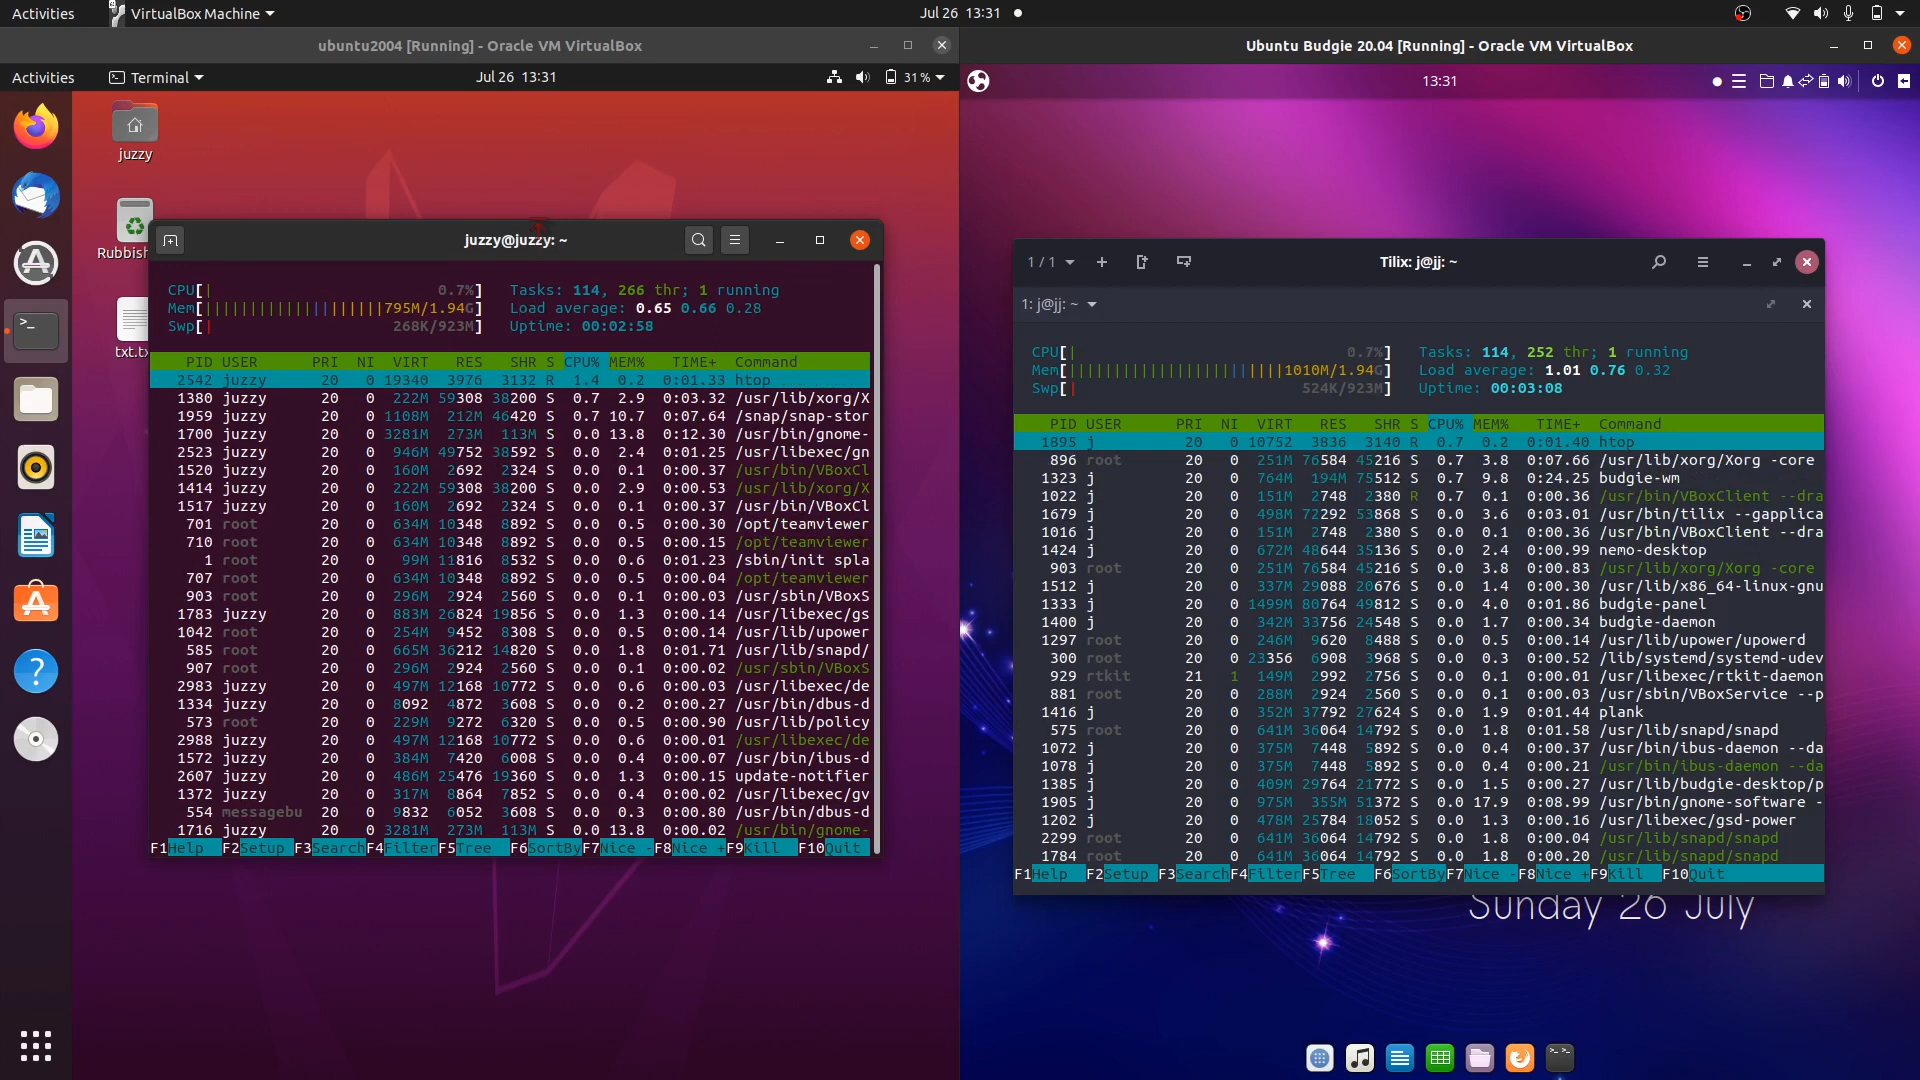 Activities
VirtualBox Machine
Jul 26 13:31
ubuntu2004 [Running] - Oracle VM VirtualBox
Activities
Terminal
Jul 26 13:31
31%
juzzy
Rubbish
txt.tx
juzzy@juzzy: ~
CPU[| 0.7%] Tasks: 114, 266 thr; 1 running
Mem[||||||||||||||||||||795M/1.94G] Load average: 0.65 0.66 0.28
Swp[| 268K/923M] Uptime: 00:02:58
PID USER PRI NI VIRT RES SHR S CPU% MEM% TIME+ Command
2542 juzzy 20 0 19340 3976 3132 R 1.4 0.2 0:01.33 htop
1380 juzzy 20 0 222M 59308 38200 S 0.7 2.9 0:03.32 /usr/lib/xorg/X
1959 juzzy 20 0 1108M 212M 46420 S 0.7 10.7 0:07.64 /snap/snap-stor
1700 juzzy 20 0 3281M 273M 113M S 0.0 13.8 0:12.30 /usr/bin/gnome-
2523 juzzy 20 0 946M 49752 38592 S 0.0 2.4 0:01.25 /usr/libexec/gn
1520 juzzy 20 0 160M 2692 2324 S 0.0 0.1 0:00.37 /usr/bin/VBoxCl
1414 juzzy 20 0 222M 59308 38200 S 0.0 2.9 0:00.53 /usr/lib/xorg/X
1517 juzzy 20 0 160M 2692 2324 S 0.0 0.1 0:00.37 /usr/bin/VBoxCl
701 root 20 0 634M 10348 8892 S 0.0 0.5 0:00.30 /opt/teamviewer
710 root 20 0 634M 10348 8892 S 0.0 0.5 0:00.15 /opt/teamviewer
1 root 20 0 99M 11816 8532 S 0.0 0.6 0:01.23 /sbin/init spla
707 root 20 0 634M 10348 8892 S 0.0 0.5 0:00.04 /opt/teamviewer
903 root 20 0 296M 2924 2560 S 0.0 0.1 0:00.03 /usr/sbin/VBoxS
1783 juzzy 20 0 883M 26824 19856 S 0.0 1.3 0:00.14 /usr/libexec/gs
1042 root 20 0 254M 9452 8308 S 0.0 0.5 0:00.14 /usr/lib/upower
585 root 20 0 665M 36212 14820 S 0.0 1.8 0:01.71 /usr/lib/snapd/
907 root 20 0 296M 2924 2560 S 0.0 0.1 0:00.02 /usr/sbin/VBoxS
2983 juzzy 20 0 497M 12168 10772 S 0.0 0.6 0:00.03 /usr/libexec/de
1334 juzzy 20 0 8092 4872 3608 S 0.0 0.2 0:00.27 /usr/bin/dbus-d
573 root 20 0 229M 9272 6320 S 0.0 0.5 0:00.90 /usr/lib/policy
2988 juzzy 20 0 497M 12168 10772 S 0.0 0.6 0:00.01 /usr/libexec/de
1572 juzzy 20 0 384M 7420 6008 S 0.0 0.4 0:00.07 /usr/bin/ibus-d
2607 juzzy 20 0 486M 25476 19360 S 0.0 1.3 0:00.15 update-notifier
1372 juzzy 20 0 317M 8864 7852 S 0.0 0.4 0:00.02 /usr/libexec/gv
554 messagebu 20 0 9832 6052 3608 S 0.0 0.3 0:00.80 /usr/bin/dbus-d
1716 juzzy 20 0 3281M 273M 113M S 0.0 13.8 0:00.02 /usr/bin/gnome-
F1Help F2Setup F3SearchF4FilterF5Tree F6SortByF7Nice -F8Nice +F9Kill F10Quit
Ubuntu Budgie 20.04 [Running] - Oracle VM VirtualBox
13:31
1 / 1
Tilix: j@jj: ~
1: j@jj: ~
CPU[| 0.7%] Tasks: 114, 252 thr; 1 running
Mem[||||||||||||||||||||||||1010M/1.94G] Load average: 1.01 0.76 0.32
Swp[| 524K/923M] Uptime: 00:03:08
PID USER PRI NI VIRT RES SHR S CPU% MEM% TIME+ Command
1895 j 20 0 10752 3836 3140 R 0.7 0.2 0:01.40 htop
896 root 20 0 251M 76584 45216 S 0.7 3.8 0:07.66 /usr/lib/xorg/Xorg -core
1323 j 20 0 764M 194M 75512 S 0.7 9.8 0:24.25 budgie-wm
1022 j 20 0 151M 2748 2380 R 0.7 0.1 0:00.36 /usr/bin/VBoxClient --dra
1679 j 20 0 498M 72292 53868 S 0.7 3.6 0:03.01 /usr/bin/tilix --gapplica
1016 j 20 0 151M 2748 2380 S 0.0 0.1 0:00.36 /usr/bin/VBoxClient --dra
1424 j 20 0 672M 48644 35136 S 0.0 2.4 0:00.99 nemo-desktop
903 root 20 0 251M 76584 45216 S 0.0 3.8 0:00.83 /usr/lib/xorg/Xorg -core
1512 j 20 0 337M 29088 20676 S 0.0 1.4 0:00.30 /usr/lib/x86_64-linux-gnu
1333 j 20 0 1499M 80764 49812 S 0.0 4.0 0:01.86 budgie-panel
1400 j 20 0 342M 33756 24548 S 0.0 1.7 0:00.34 budgie-daemon
1297 root 20 0 246M 9620 8488 S 0.0 0.5 0:00.14 /usr/lib/upower/upowerd
300 root 20 0 23356 6908 3968 S 0.0 0.3 0:00.52 /lib/systemd/systemd-udev
929 rtkit 21 1 149M 2992 2756 S 0.0 0.1 0:00.01 /usr/libexec/rtkit-daemon
881 root 20 0 288M 2924 2560 S 0.0 0.1 0:00.03 /usr/sbin/VBoxService --p
1416 j 20 0 352M 37792 27624 S 0.0 1.9 0:01.44 plank
575 root 20 0 641M 36064 14792 S 0.0 1.8 0:01.58 /usr/lib/snapd/snapd
1072 j 20 0 375M 7448 5892 S 0.0 0.4 0:00.37 /usr/bin/ibus-daemon --da
1078 j 20 0 375M 7448 5892 S 0.0 0.4 0:00.21 /usr/bin/ibus-daemon --da
1385 j 20 0 409M 29764 21772 S 0.0 1.5 0:00.27 /usr/lib/budgie-desktop/p
1905 j 20 0 975M 355M 51372 S 0.0 17.9 0:08.99 /usr/bin/gnome-software -
1202 j 20 0 478M 25784 18052 S 0.0 1.3 0:00.16 /usr/libexec/gsd-power
2299 root 20 0 641M 36064 14792 S 0.0 1.8 0:00.04 /usr/lib/snapd/snapd
1784 root 20 0 641M 36064 14792 S 0.0 1.8 0:00.20 /usr/lib/snapd/snapd
F1Help F2Setup F3SearchF4FilterF5Tree F6SortByF7Nice -F8Nice +F9Kill F10Quit
Sunday 26 July